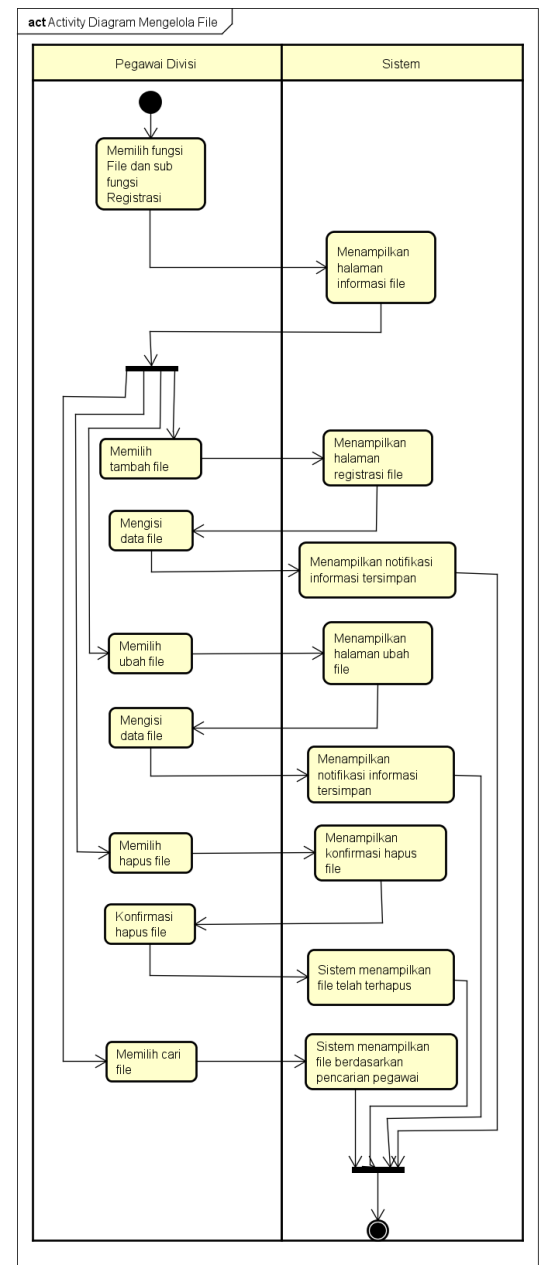 act Activity Diagram Mengelola File
Pegawai Divisi
Sistem
Memilih fungsi
File dan sub
fungsi
Registrasi
Menampilkan
halaman
informasi file
Memilih
tambah file
Menampilkan
halaman
registrasi file
Mengisi
data file
Menampilkan notifikasi
informasi tersimpan
Memilih
ubah file
Menampilkan
halaman ubah
file
Mengisi
data file
Menampilkan
notifikasi informasi
tersimpan
Memilih
hapus file
Menampilkan
konfirmasi hapus
file
Konfirmasi
hapus file
Sistem menampilkan
file telah terhapus
Memilih cari
file
Sistem menampilkan
file berdasarkan
pencarian pegawai